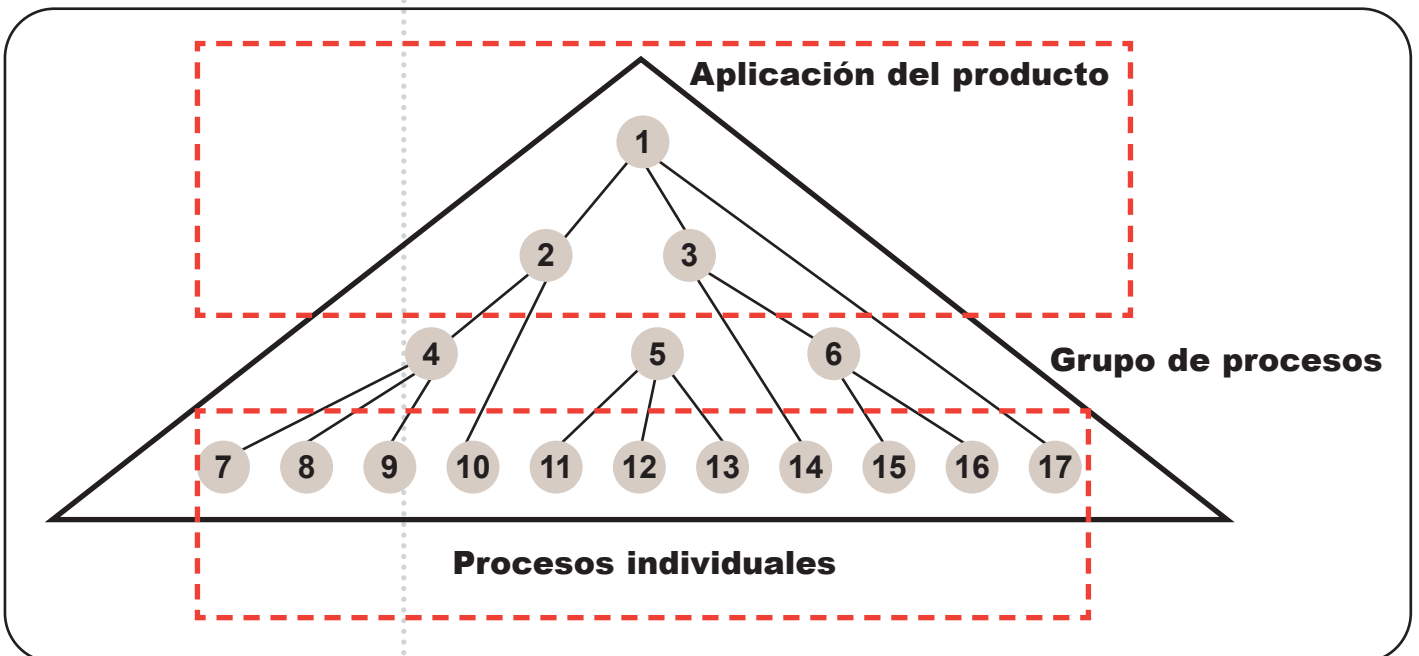 Aplicación del producto
1
2 3
4 5 6
Grupo de procesos
7 8 9 10 11 12 13 14 15 16 17
Procesos individuales